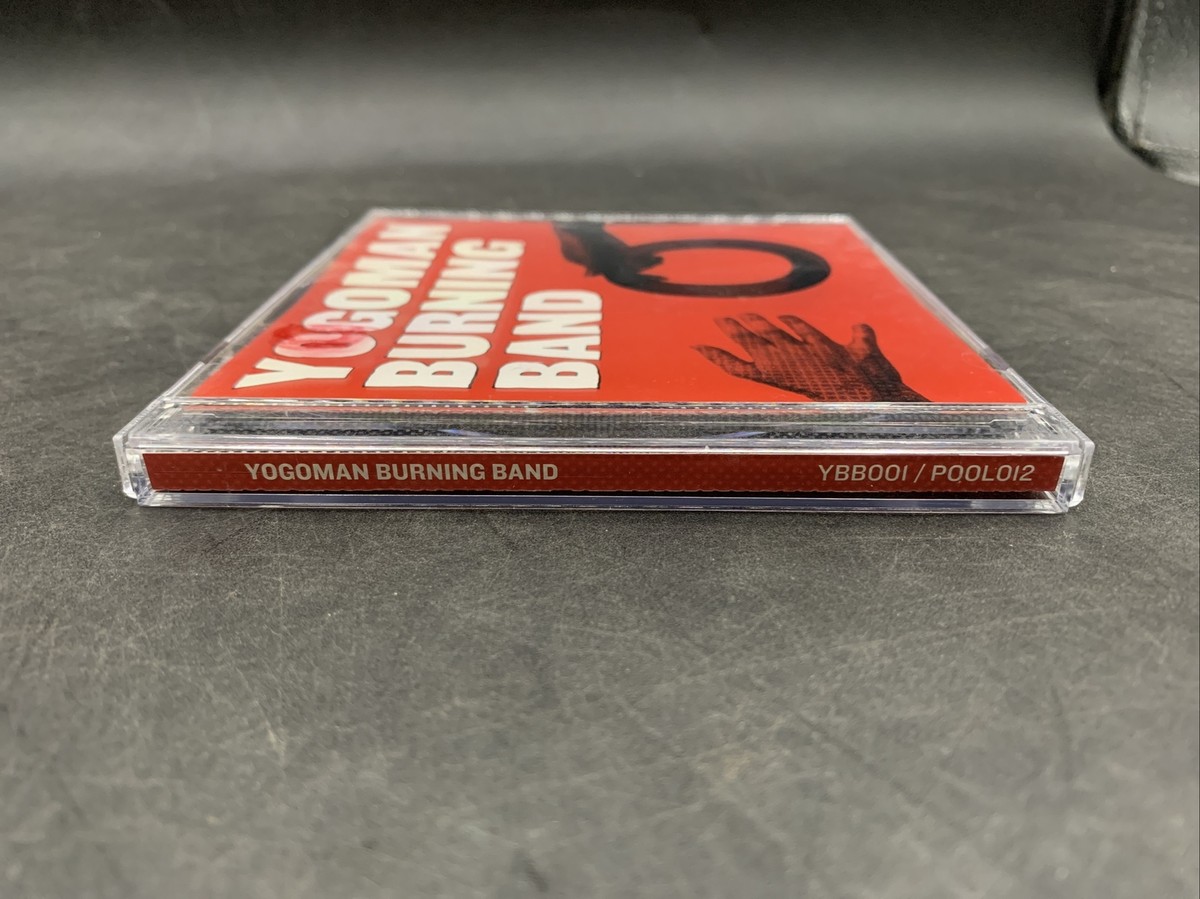 YOGOMAN
BURNING
BAND
YOGOMAN BURNING BAND
YBB001 / POOL012